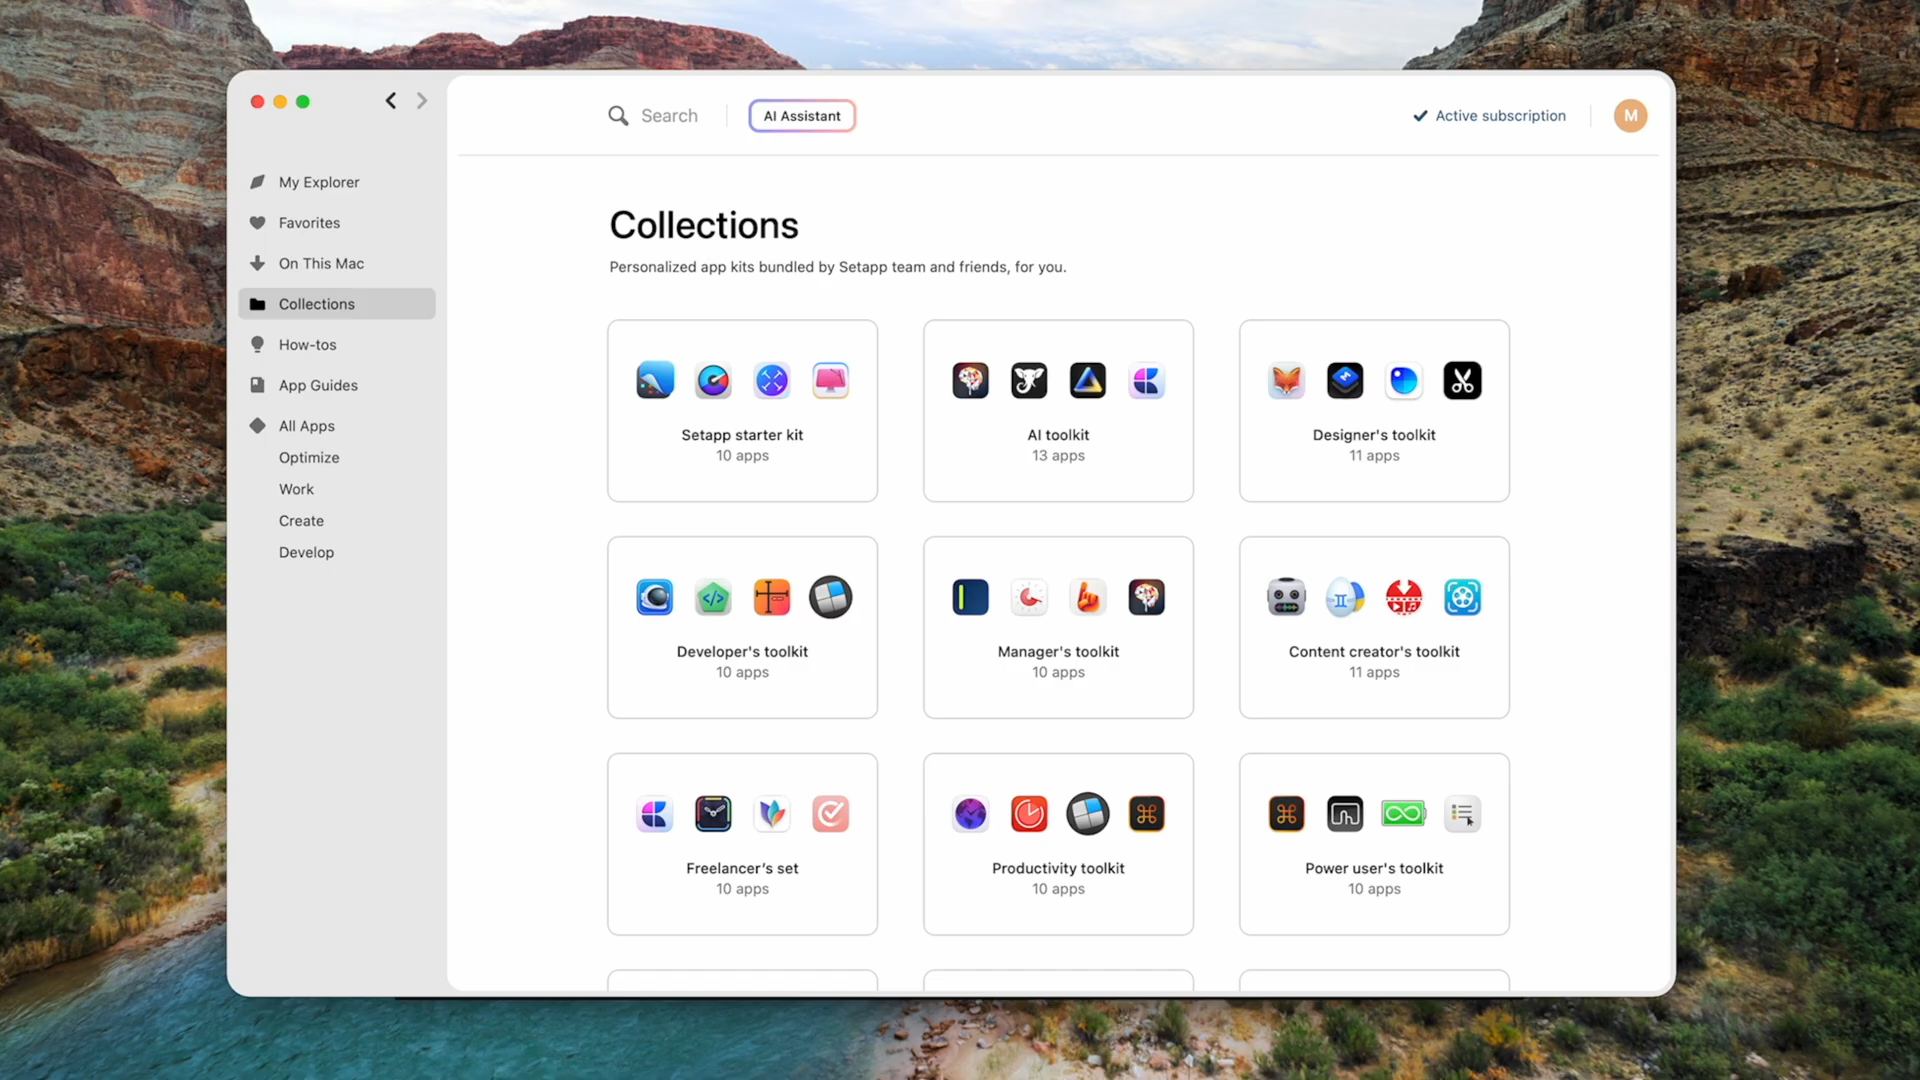 Search
AI Assistant
Active subscription
M
My Explorer
Favorites
On This Mac
Collections
How-tos
App Guides
All Apps
Optimize
Work
Create
Develop
Collections
Personalized app kits bundled by Setapp team and friends, for you.
Setapp starter kit
10 apps
AI toolkit
13 apps
Designer's toolkit
11 apps
Developer's toolkit
10 apps
Manager's toolkit
10 apps
Content creator's toolkit
11 apps
Freelancer’s set
10 apps
Productivity toolkit
10 apps
Power user's toolkit
10 apps